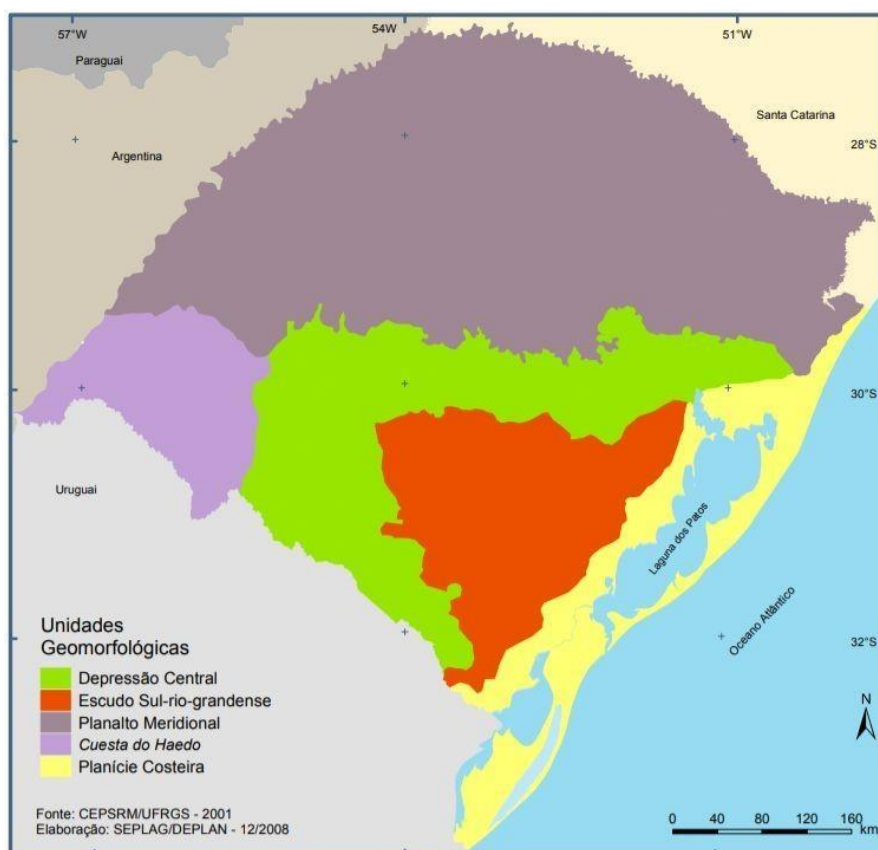 57°W
54°W
51°W
Paraguai
Santa Catarina
Argentina
28°S
30°S
Uruguai
Laguna dos Patos
Oceano Atlântico
32°S
Unidades
Geomorfológicas
Depressão Central
Escudo Sul-rio-grandense
Planalto Meridional
Cuesta do Haedo
Planície Costeira
N
Fonte: CEPSRM/UFRGS - 2001
Elaboração: SEPLAG/DEPLAN - 12/2008
0 40 80 120 160
km